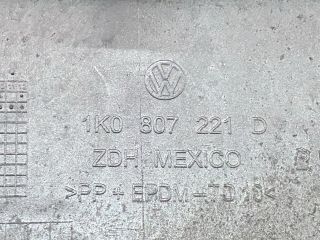 1K0 807 221 D
ZDH MEXICO
>PP + EPDM-TD10<